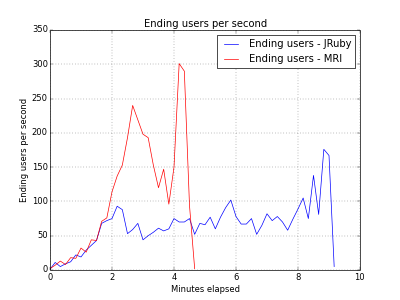 Ending users per second
Ending users - JRuby
Ending users - MRI
Ending users per second
350
300
250
200
150
100
50
0
0 2 4 6 8 10
Minutes elapsed